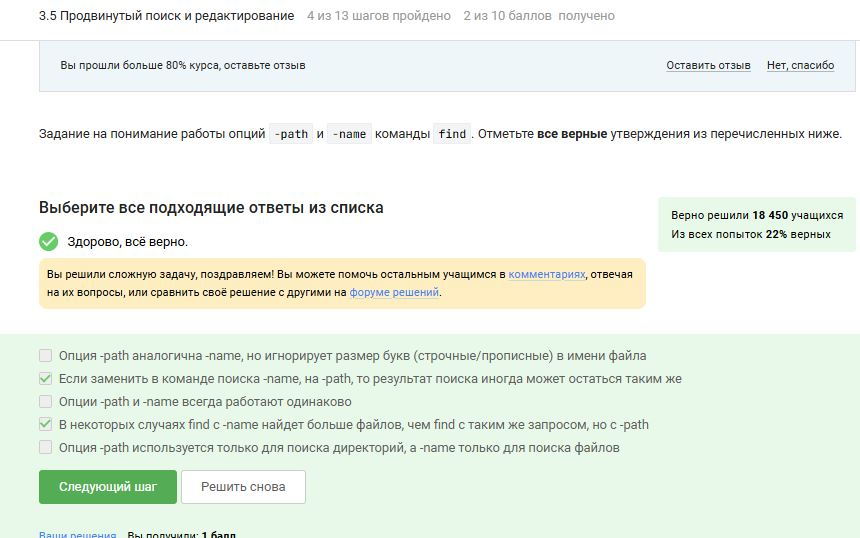 3.5 Продвинутый поиск и редактирование 4 из 13 шагов пройдено 2 из 10 баллов получено
Вы прошли больше 80% курса, оставьте отзыв Оставить отзыв Нет, спасибо
Задание на понимание работы опций -path и -name команды find. Отметьте все верные утверждения из перечисленных ниже.
Выберите все подходящие ответы из списка
Верно решили 18 450 учащихся
Из всех попыток 22% верных
Здорово, всё верно.
Вы решили сложную задачу, поздравляем! Вы можете помочь остальным учащимся в комментариях, отвечая
на их вопросы, или сравнить своё решение с другими на форуме решений.
Опция -path аналогична -name, но игнорирует размер букв (строчные/прописные) в имени файла
Если заменить в команде поиска -name, на -path, то результат поиска иногда может остаться таким же
Опции -path и -name всегда работают одинаково
В некоторых случаях find с -name найдет больше файлов, чем find с таким же запросом, но с -path
Опция -path используется только для поиска директорий, а -name только для поиска файлов
Следующий шаг Решить снова
Ваши решения Вы получили: 1 балл